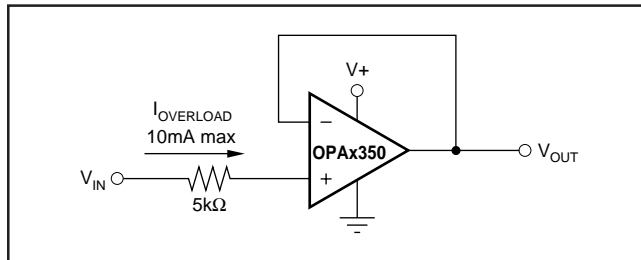 V+
I_OVERLOAD
10mA max
−
OPAx350
V_OUT
V_IN
+
5kΩ